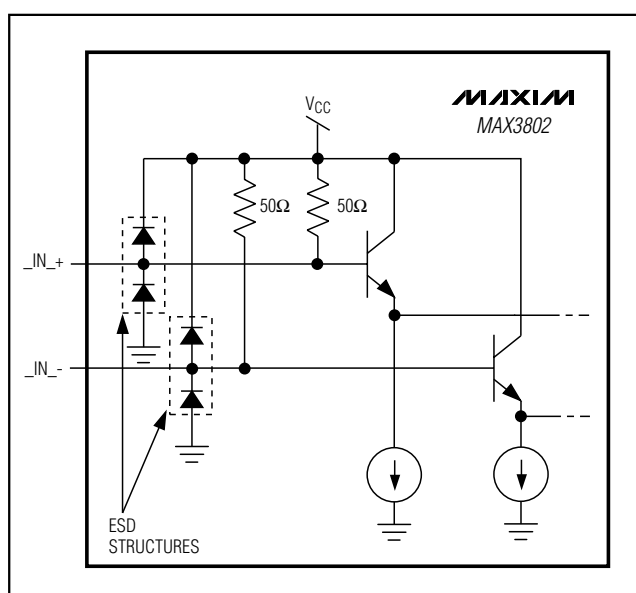 MAXIM
MAX3802
VCC
50Ω
50Ω
_IN_+
_IN_-
ESD
STRUCTURES